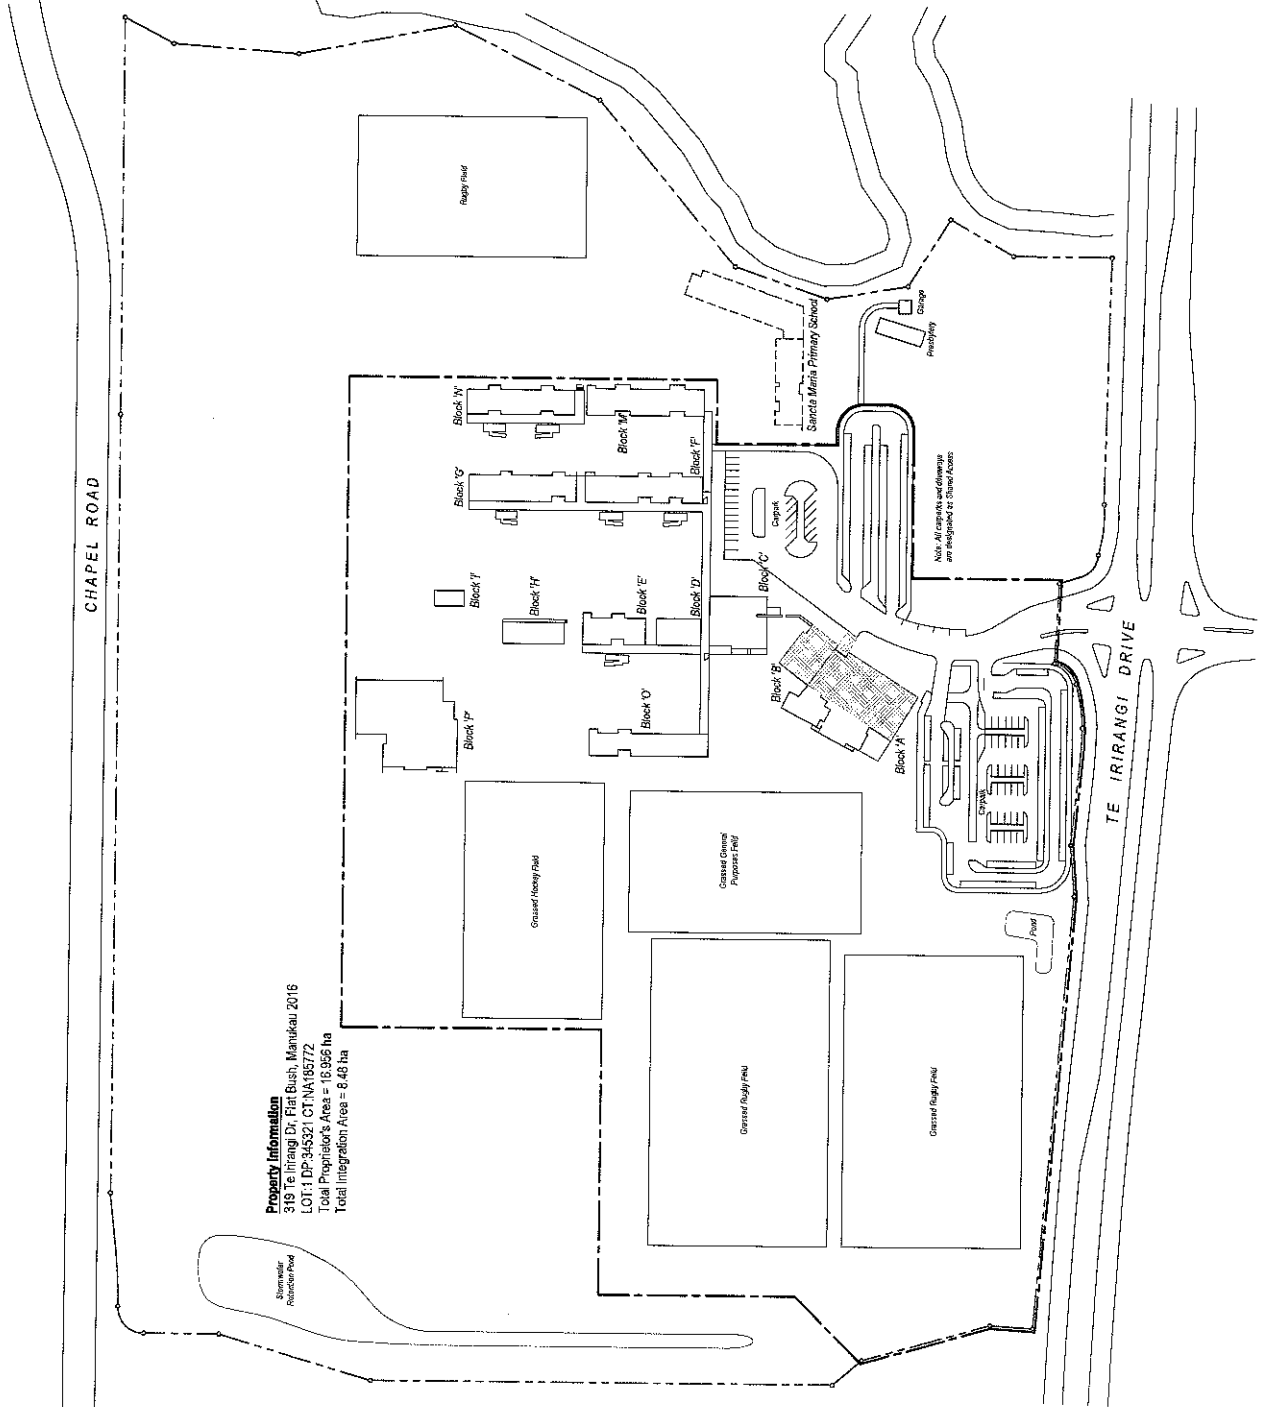 CHAPEL ROAD
Property Information
319 Te Irirangi Dr, Flat Bush, Manukau 2016
LOT:1 DP:345321 CT:NA185772
Total Proprietor's Area = 16.956 ha
Total Integration Area = 8.48 ha
Stormwater
Retention Pond
Rugby Field
Block 'N'
Block 'M'
Block 'G'
Block 'F'
Block 'I'
Block 'H'
Block 'E'
Block 'D'
Block 'C'
Block 'P'
Block 'O'
Block 'B'
Block 'A'
Sancta Maria Primary School
Garage
Presbytery
Carpark
Note: All carparks and driveways
are designated as Shared Access
Grassed Hockey Field
Grassed General
Purposes Feild
Grassed Rugby Feild
Grassed Rugby Feild
Carpark
Pond
TE IRIRANGI DRIVE